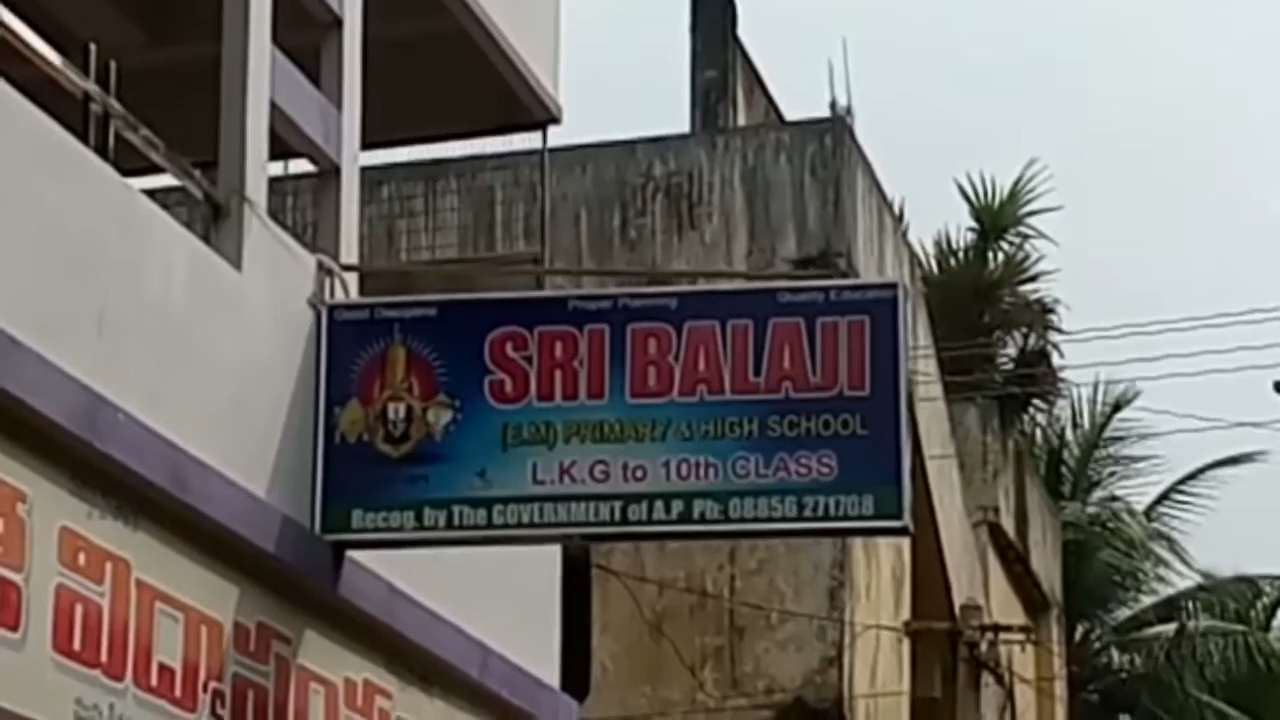 Good Discipline Proper Planning Quality Education
SRI BALAJI
(E.M) PRIMARY & HIGH SCHOOL
L.K.G to 10th CLASS
Recog. by The GOVERNMENT of A.P Ph: 08856 271708